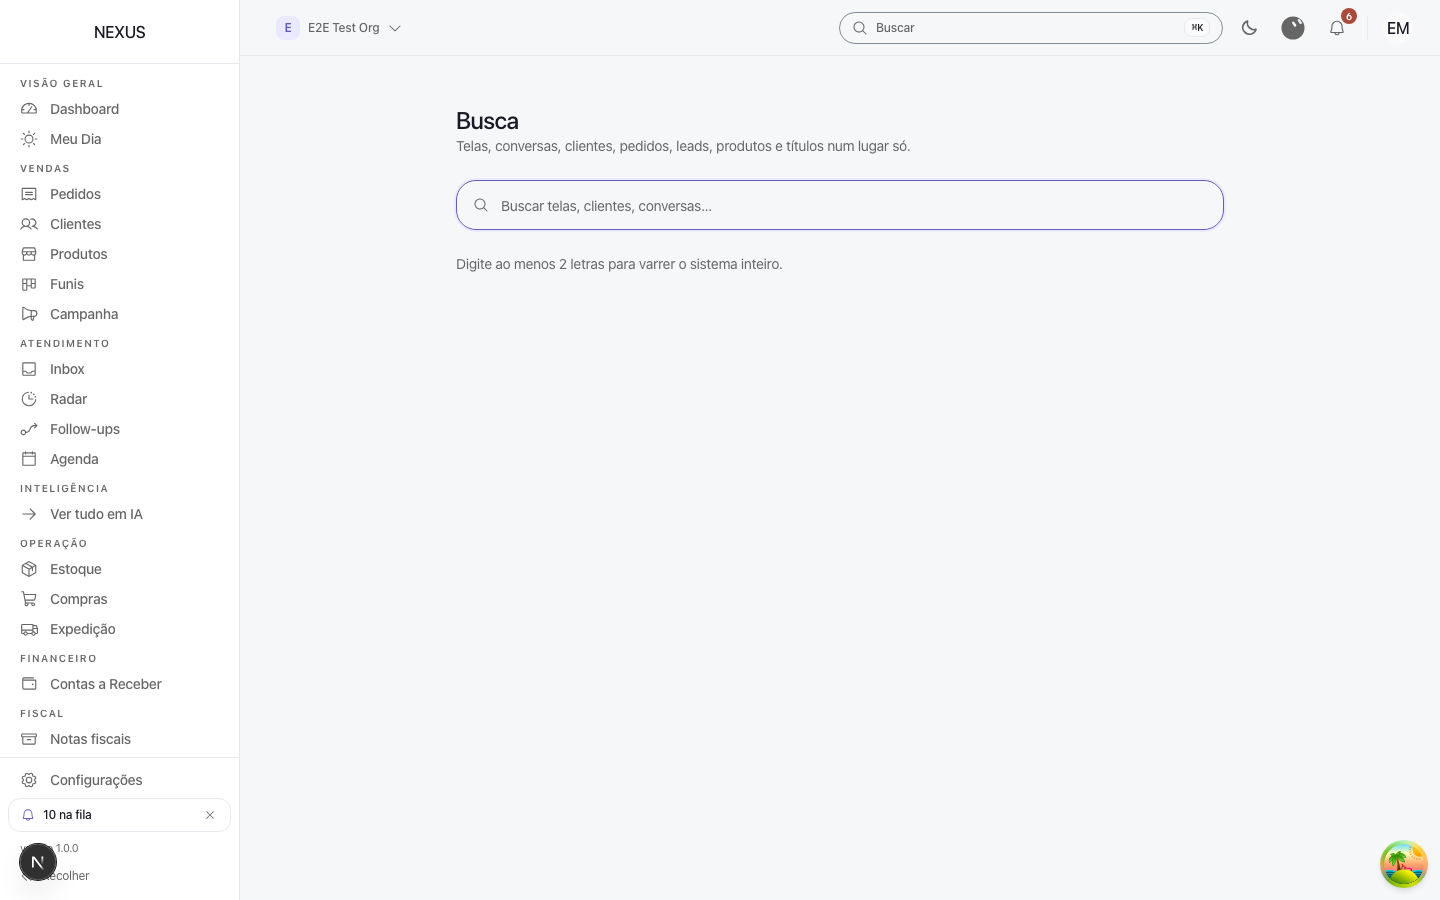 NEXUS
E
E2E Test Org
Buscar
⌘K
6
EM
VISÃO GERAL
Dashboard
Meu Dia
VENDAS
Pedidos
Clientes
Produtos
Funis
Campanha
ATENDIMENTO
Inbox
Radar
Follow-ups
Agenda
INTELIGÊNCIA
Ver tudo em IA
OPERAÇÃO
Estoque
Compras
Expedição
FINANCEIRO
Contas a Receber
FISCAL
Notas fiscais
Configurações
10 na fila
1.0.0
N
Busca
Telas, conversas, clientes, pedidos, leads, produtos e títulos num lugar só.
Buscar telas, clientes, conversas...
Digite ao menos 2 letras para varrer o sistema inteiro.